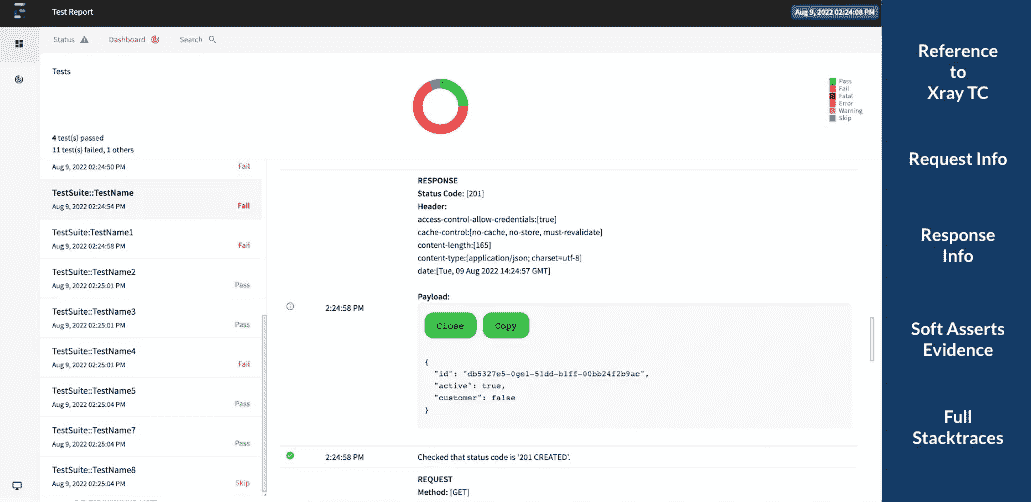 Test Report
Aug 9, 2022 02:24:08 PM
Status
Dashboard
Search
Tests
Pass
Fail
Fatal
Error
Warning
Skip
4 test(s) passed
11 test(s) failed, 1 others
Aug 9, 2022 02:24:50 PM
Fail
TestSuite::TestName
Aug 9, 2022 02:24:54 PM
Fail
TestSuite:TestName1
Aug 9, 2022 02:24:58 PM
Fail
TestSuite::TestName2
Aug 9, 2022 02:25:01 PM
Pass
TestSuite::TestName3
Aug 9, 2022 02:25:01 PM
Pass
TestSuite::TestName4
Aug 9, 2022 02:25:01 PM
Fail
TestSuite::TestName5
Aug 9, 2022 02:25:04 PM
Pass
TestSuite::TestName7
Aug 9, 2022 02:25:04 PM
Pass
TestSuite::TestName8
Aug 9, 2022 02:25:04 PM
Skip
RESPONSE
Status Code: [201]
Header:
access-control-allow-credentials:[true]
cache-control:[no-cache, no-store, must-revalidate]
content-length:[165]
content-type:[application/json; charset=utf-8]
date:[Tue, 09 Aug 2022 14:24:57 GMT]
2:24:58 PM
Payload:
Close
Copy
{
"id": "db5327e5-0ge1-51dd-b1ff-00bb24f2b9ac",
"active": true,
"customer": false
}
2:24:58 PM
Checked that status code is '201 CREATED'.
REQUEST
Method: [GET]
Reference
to
Xray TC
Request Info
Response
Info
Soft Asserts
Evidence
Full
Stacktraces